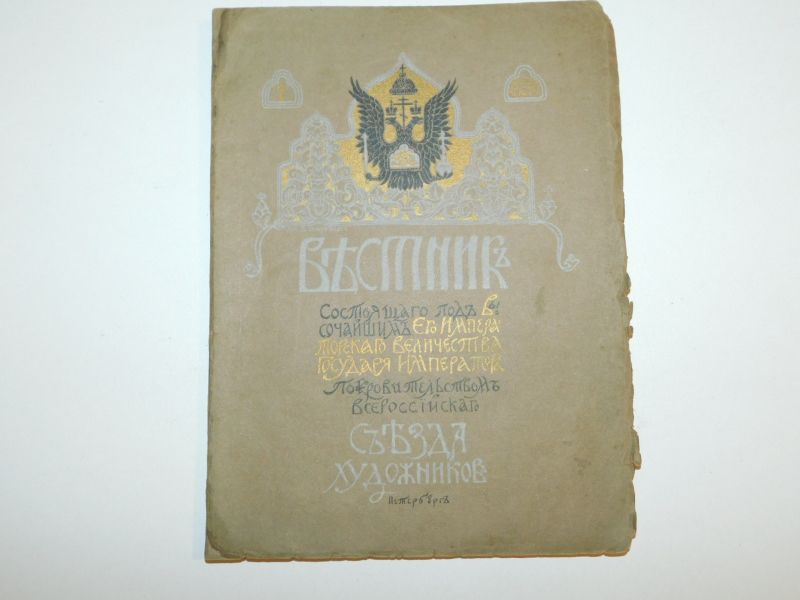 Вѣстникъ
Состоящаго подъ Вы
сочайшимъ Его Импера
торскаго Величества
Государя Императора
покровительствомъ
Всероссійскаго
Съѣзда
художниковъ
Петербургъ